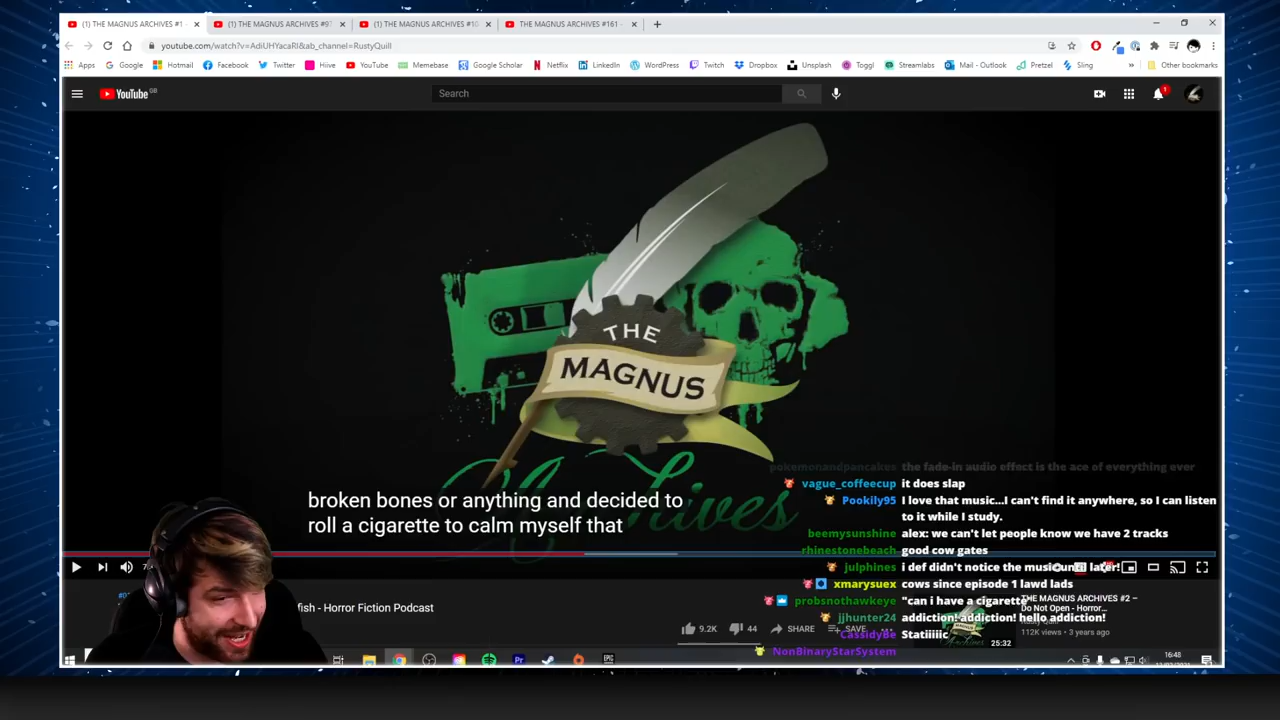 (1) THE MAGNUS ARCHIVES #1 -
(1) THE MAGNUS ARCHIVES #9
(1) THE MAGNUS ARCHIVES #10
THE MAGNUS ARCHIVES #161 -
youtube.com/watch?v=AdiUHYacaRI&ab_channel=RustyQuill
Apps
Google
Hotmail
Facebook
Twitter
Hiive
YouTube
Memebase
Google Scholar
Netflix
LinkedIn
WordPress
Twitch
Dropbox
Unsplash
Toggl
Streamlabs
Mail - Outlook
Pretzel
Sling
»
Other bookmarks
YouTube GB
Search
1
THE
MAGNUS
Archives
broken bones or anything and decided to
roll a cigarette to calm myself that
pokemonandpancakes the fade-in audio effect is the ace of everything ever
vague_coffeecup it does slap
Pookily95 I love that music...I can't find it anywhere, so I can listen
to it while I study.
beemysunshine alex: we can't let people know we have 2 tracks
rhinestonebeach good cow gates
julphines i def didn't notice the music until later!
xmarysuex cows since episode 1 lawd lads
probsnothawkeye "can i have a cigarette"
jjhunter24 addiction! addiction! hello addiction!
CassidyBe Statiiiiic
NonBinaryStarSystem
fish - Horror Fiction Podcast
9.2K
44
SHARE
SAVE
THE MAGNUS ARCHIVES #2 –
Do Not Open - Horror...
Rusty Quill
112K views • 3 years ago
25:32
16:48